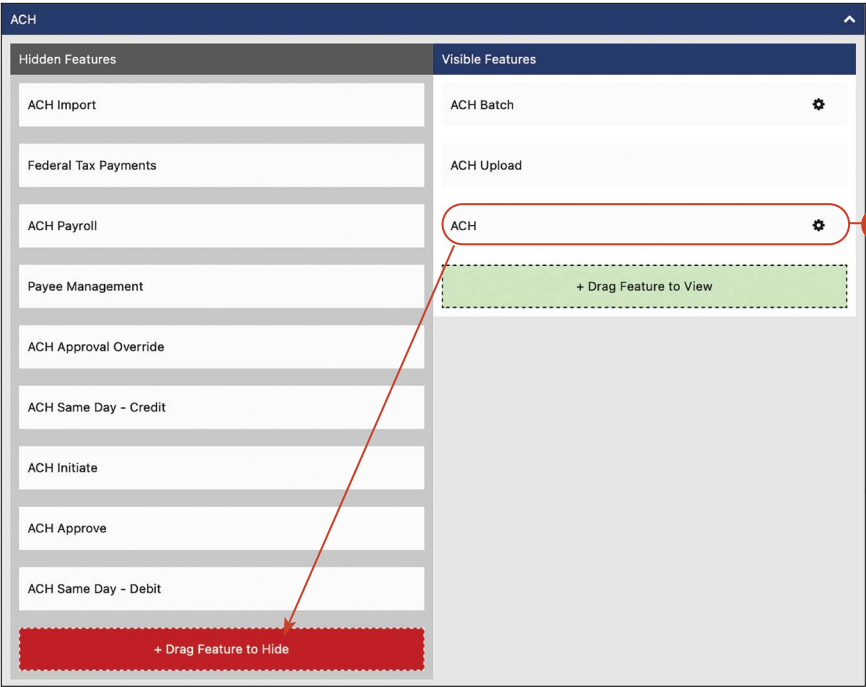 ACH
Hidden Features
ACH Import
Federal Tax Payments
ACH Payroll
Payee Management
ACH Approval Override
ACH Same Day - Credit
ACH Initiate
ACH Approve
ACH Same Day - Debit
+ Drag Feature to Hide
Visible Features
ACH Batch
ACH Upload
ACH
+ Drag Feature to View